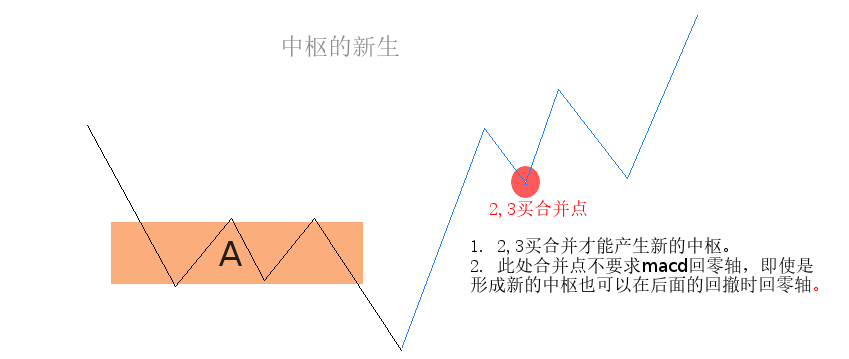 中枢的新生
A
2,3买合并点
1. 2,3买合并才能产生新的中枢。
2. 此处合并点不要求macd回零轴，即使是
形成新的中枢也可以在后面的回撤时回零轴。